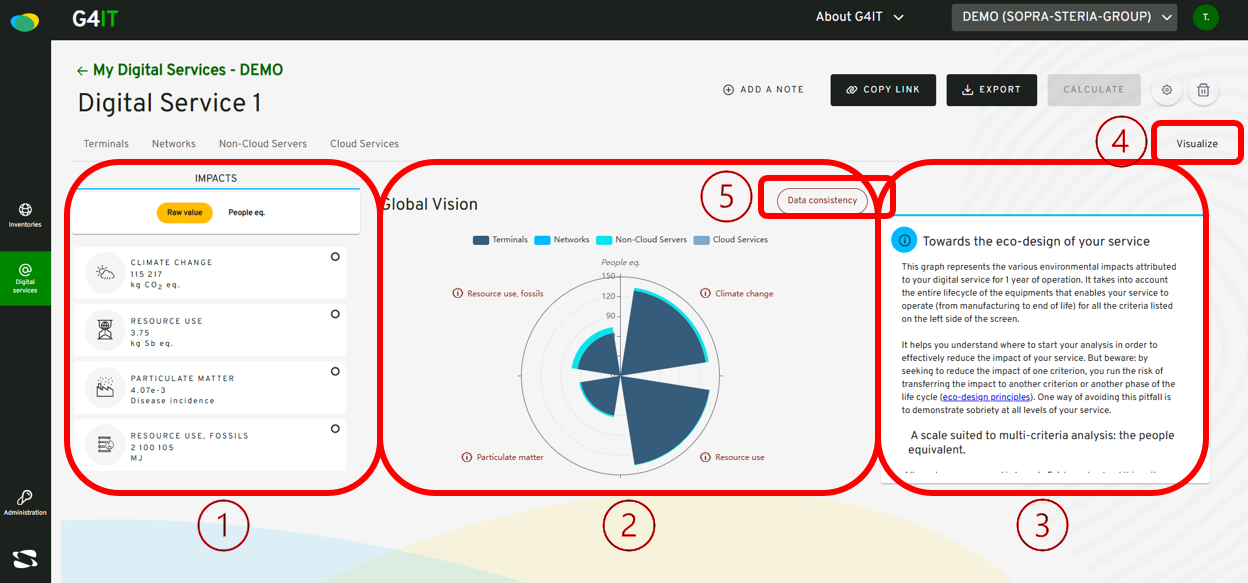 G4IT
About G4IT
DEMO (SOPRA-STERIA-GROUP)
T.
← My Digital Services - DEMO
Digital Service 1
ADD A NOTE
COPY LINK
EXPORT
CALCULATE
Terminals
Networks
Non-Cloud Servers
Cloud Services
4
Visualize
Inventories
Digital
services
Administration
IMPACTS
Raw value
People eq.
CLIMATE CHANGE
115 217
kg CO2 eq.
RESOURCE USE
3.75
kg Sb eq.
PARTICULATE MATTER
4.07e-3
Disease incidence
RESOURCE USE, FOSSILS
2 100 105
MJ
1
Global Vision
5
Data consistency
Terminals
Networks
Non-Cloud Servers
Cloud Services
People eq.
150
120
90
Resource use, fossils
Climate change
Particulate matter
Resource use
2
Towards the eco-design of your service
This graph represents the various environmental impacts attributed
to your digital service for 1 year of operation. It takes into account
the entire lifecycle of the equipments that enables your service to
operate (from manufacturing to end of life) for all the criteria listed
on the left side of the screen.
It helps you understand where to start your analysis in order to
effectively reduce the impact of your service. But beware: by
seeking to reduce the impact of one criterion, you run the risk of
transferring the impact to another criterion or another phase of the
life cycle (eco-design principles). One way of avoiding this pitfall is
to demonstrate sobriety at all levels of your service.
A scale suited to multi-criteria analysis: the people
equivalent.
3